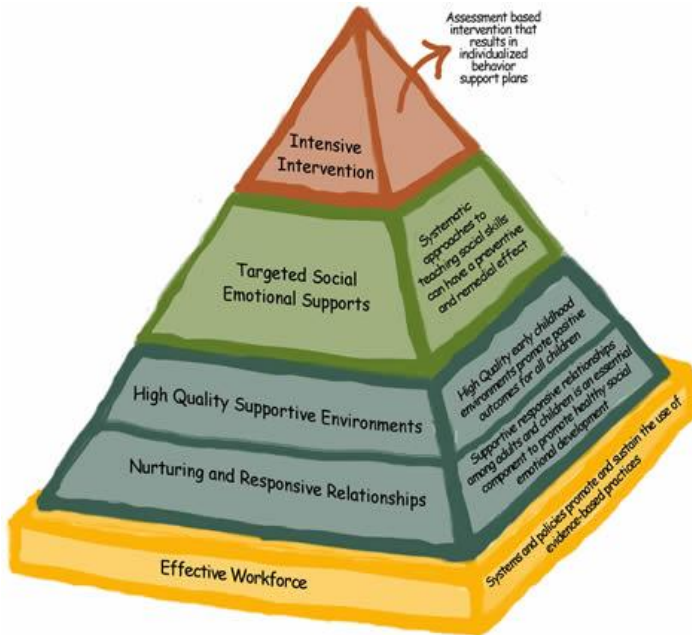 Assessment based
intervention that
results in
individualized
behavior
support plans
Intensive
Intervention
Targeted Social
Emotional Supports
Systematic
approaches to
teaching social skills
can have a preventive
and remedial effect
High Quality Supportive Environments
High Quality early childhood
environments promote positive
outcomes for all children
Nurturing and Responsive Relationships
Supportive responsive relationships
among adults and children is an essential
component to promote healthy social
emotional development
Effective Workforce
Systems and policies promote and sustain the use of
evidence-based practices